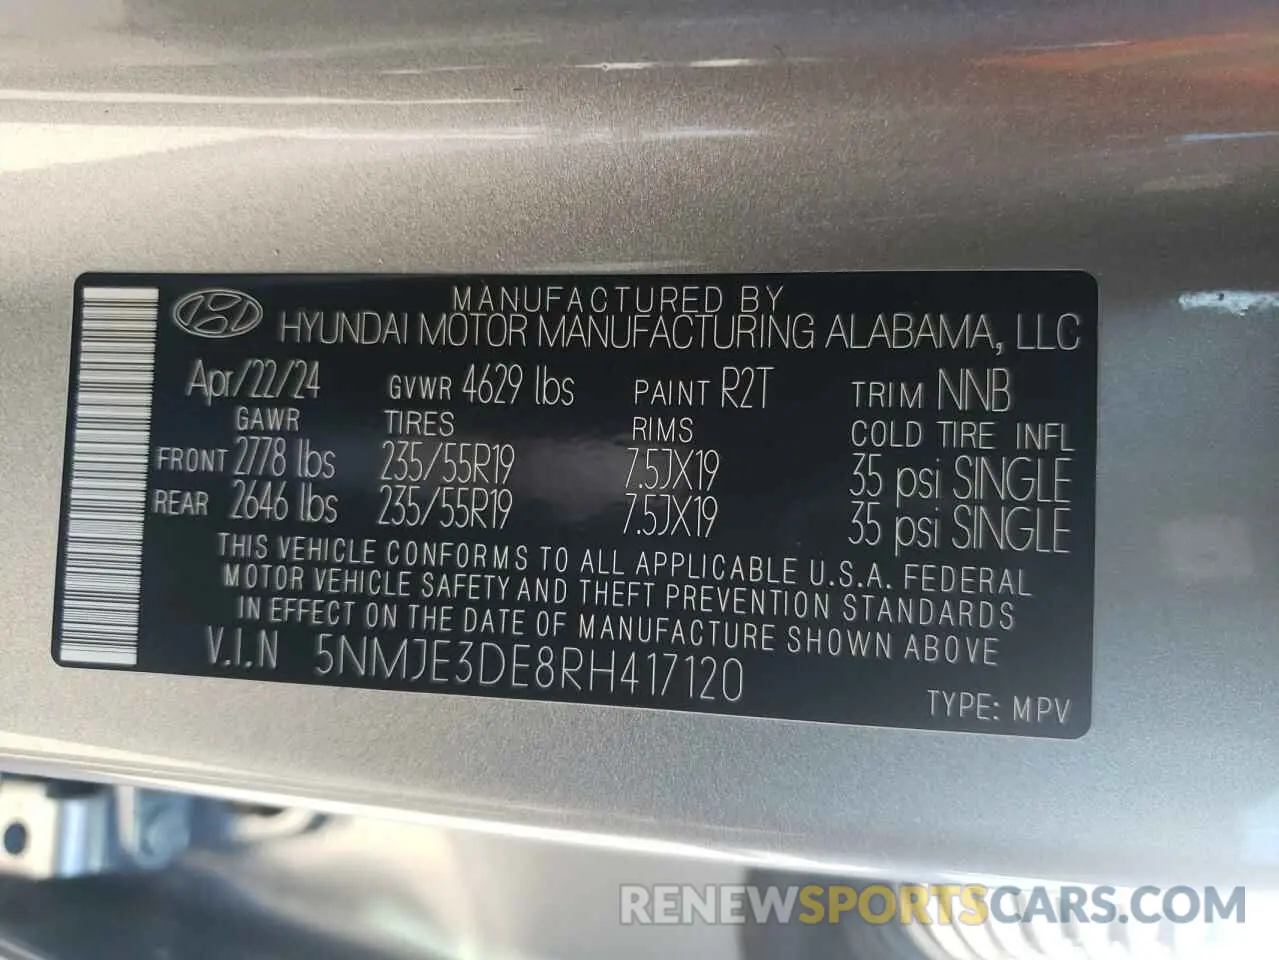 MANUFACTURED BY
HYUNDAI MOTOR MANUFACTURING ALABAMA, LLC
Apr/22/24 GVWR 4629 lbs PAINT R2T TRIM NNB
GAWR TIRES RIMS COLD TIRE INFL
FRONT 2778 lbs 235/55R19 7.5JX19 35 psi SINGLE
REAR 2646 lbs 235/55R19 7.5JX19 35 psi SINGLE
THIS VEHICLE CONFORMS TO ALL APPLICABLE U.S.A. FEDERAL
MOTOR VEHICLE SAFETY AND THEFT PREVENTION STANDARDS
IN EFFECT ON THE DATE OF MANUFACTURE SHOWN ABOVE
V.I.N 5NMJE3DE8RH417120
TYPE: MPV
RENEWSPORTSCARS.COM